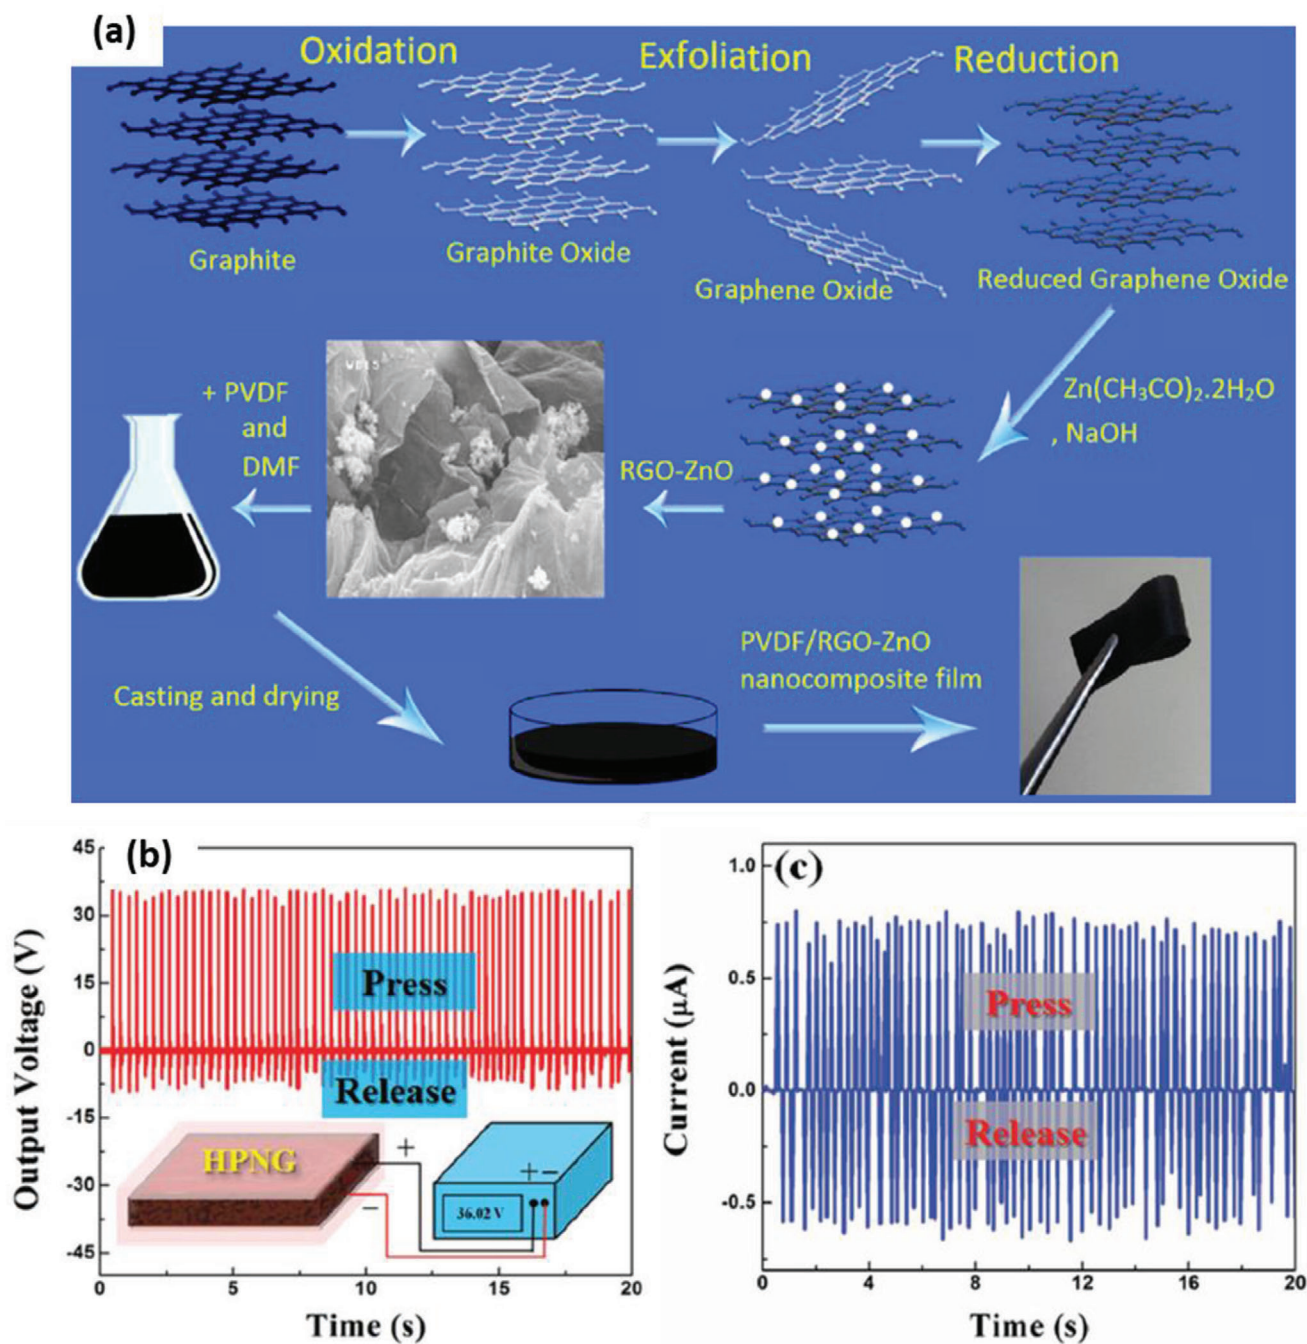 (a)
Oxidation
Exfoliation
Reduction
Graphite
Graphite Oxide
Graphene Oxide
Reduced Graphene Oxide
Zn(CH₃CO)₂.2H₂O
, NaOH
RGO-ZnO
+ PVDF
and
DMF
Casting and drying
PVDF/RGO-ZnO
nanocomposite film
(b)
Output Voltage (V)
45
30
15
0
-15
-30
-45
Press
Release
HPNG
+
−
+ −
36.02 V
0
5
10
15
20
Time (s)
(c)
Current (µA)
1.0
0.5
0.0
-0.5
Press
Release
0
4
8
12
16
20
Time (s)